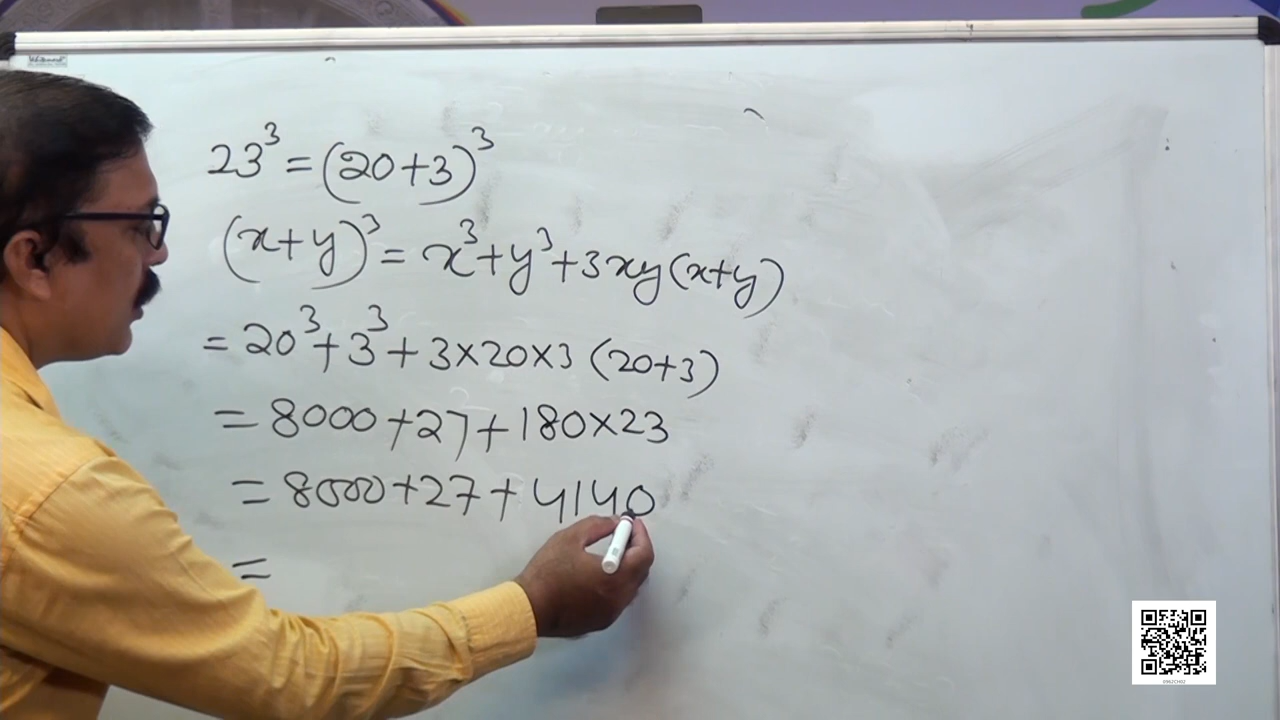 23³ = (20+3)³
(x+y)³ = x³+y³+3xy(x+y)
= 20³+3³+3×20×3 (20+3)
= 8000+27+180×23
= 8000+27+4140
=